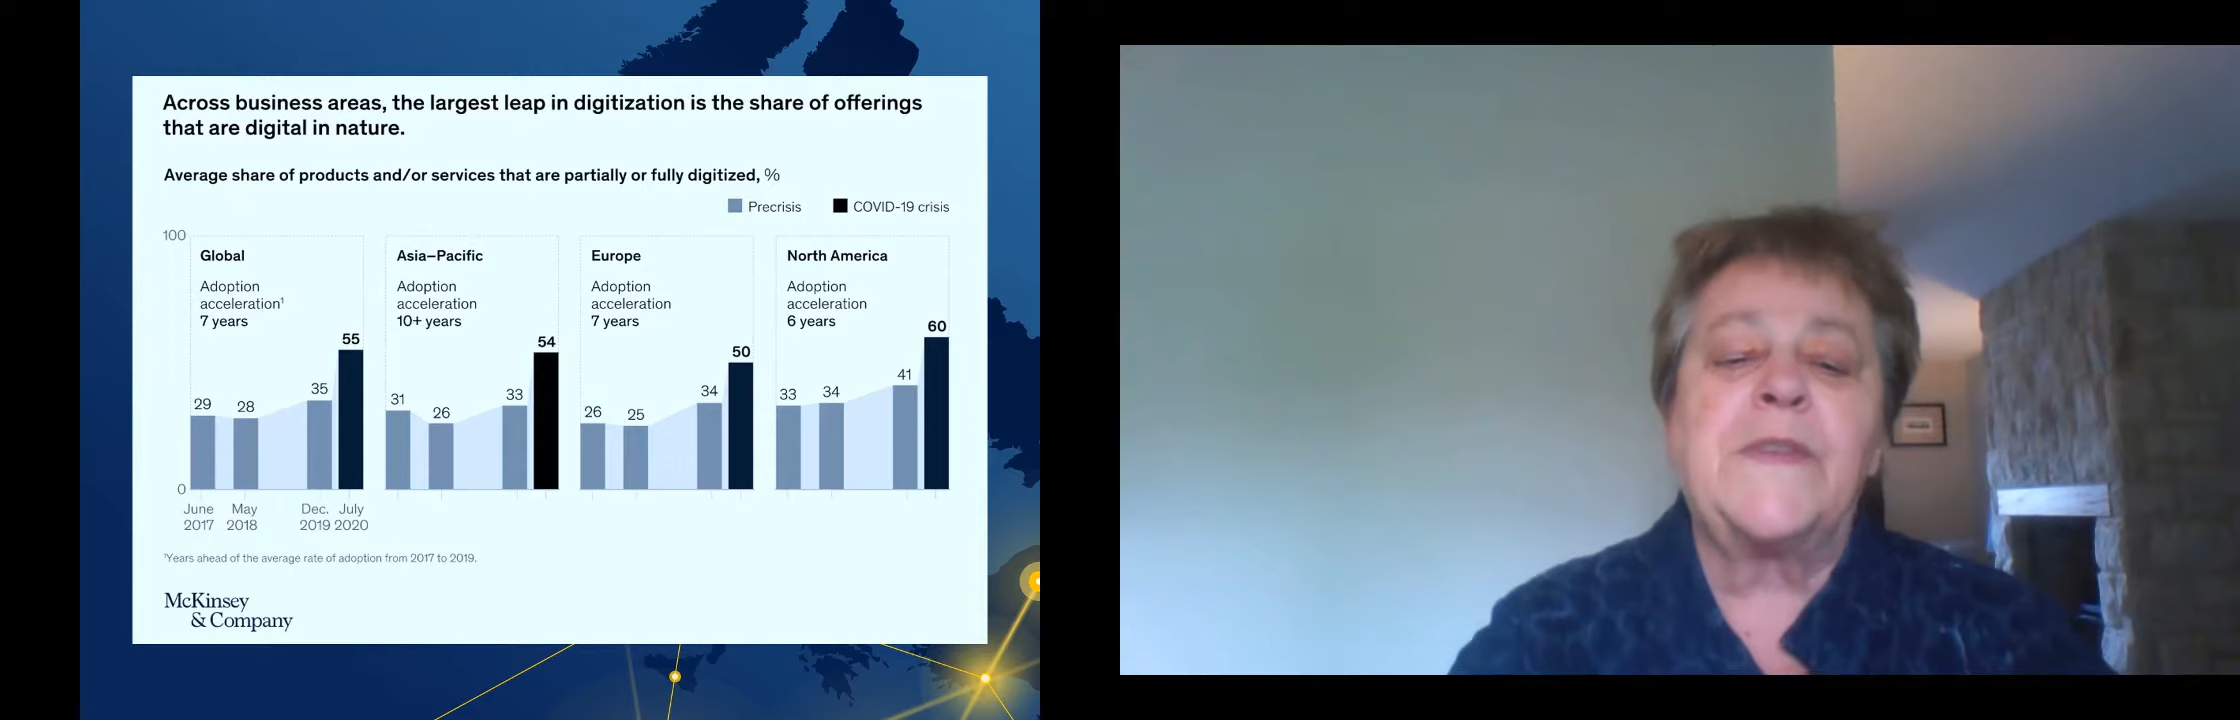 Across business areas, the largest leap in digitization is the share of offerings
that are digital in nature.
Average share of products and/or services that are partially or fully digitized, %
Precrisis
COVID-19 crisis
100
0
Global
Adoption
acceleration¹
7 years
29
28
35
55
June
2017
May
2018
Dec.
2019
July
2020
Asia–Pacific
Adoption
acceleration
10+ years
31
26
33
54
Europe
Adoption
acceleration
7 years
26
25
34
50
North America
Adoption
acceleration
6 years
33
34
41
60
¹Years ahead of the average rate of adoption from 2017 to 2019.
McKinsey
& Company